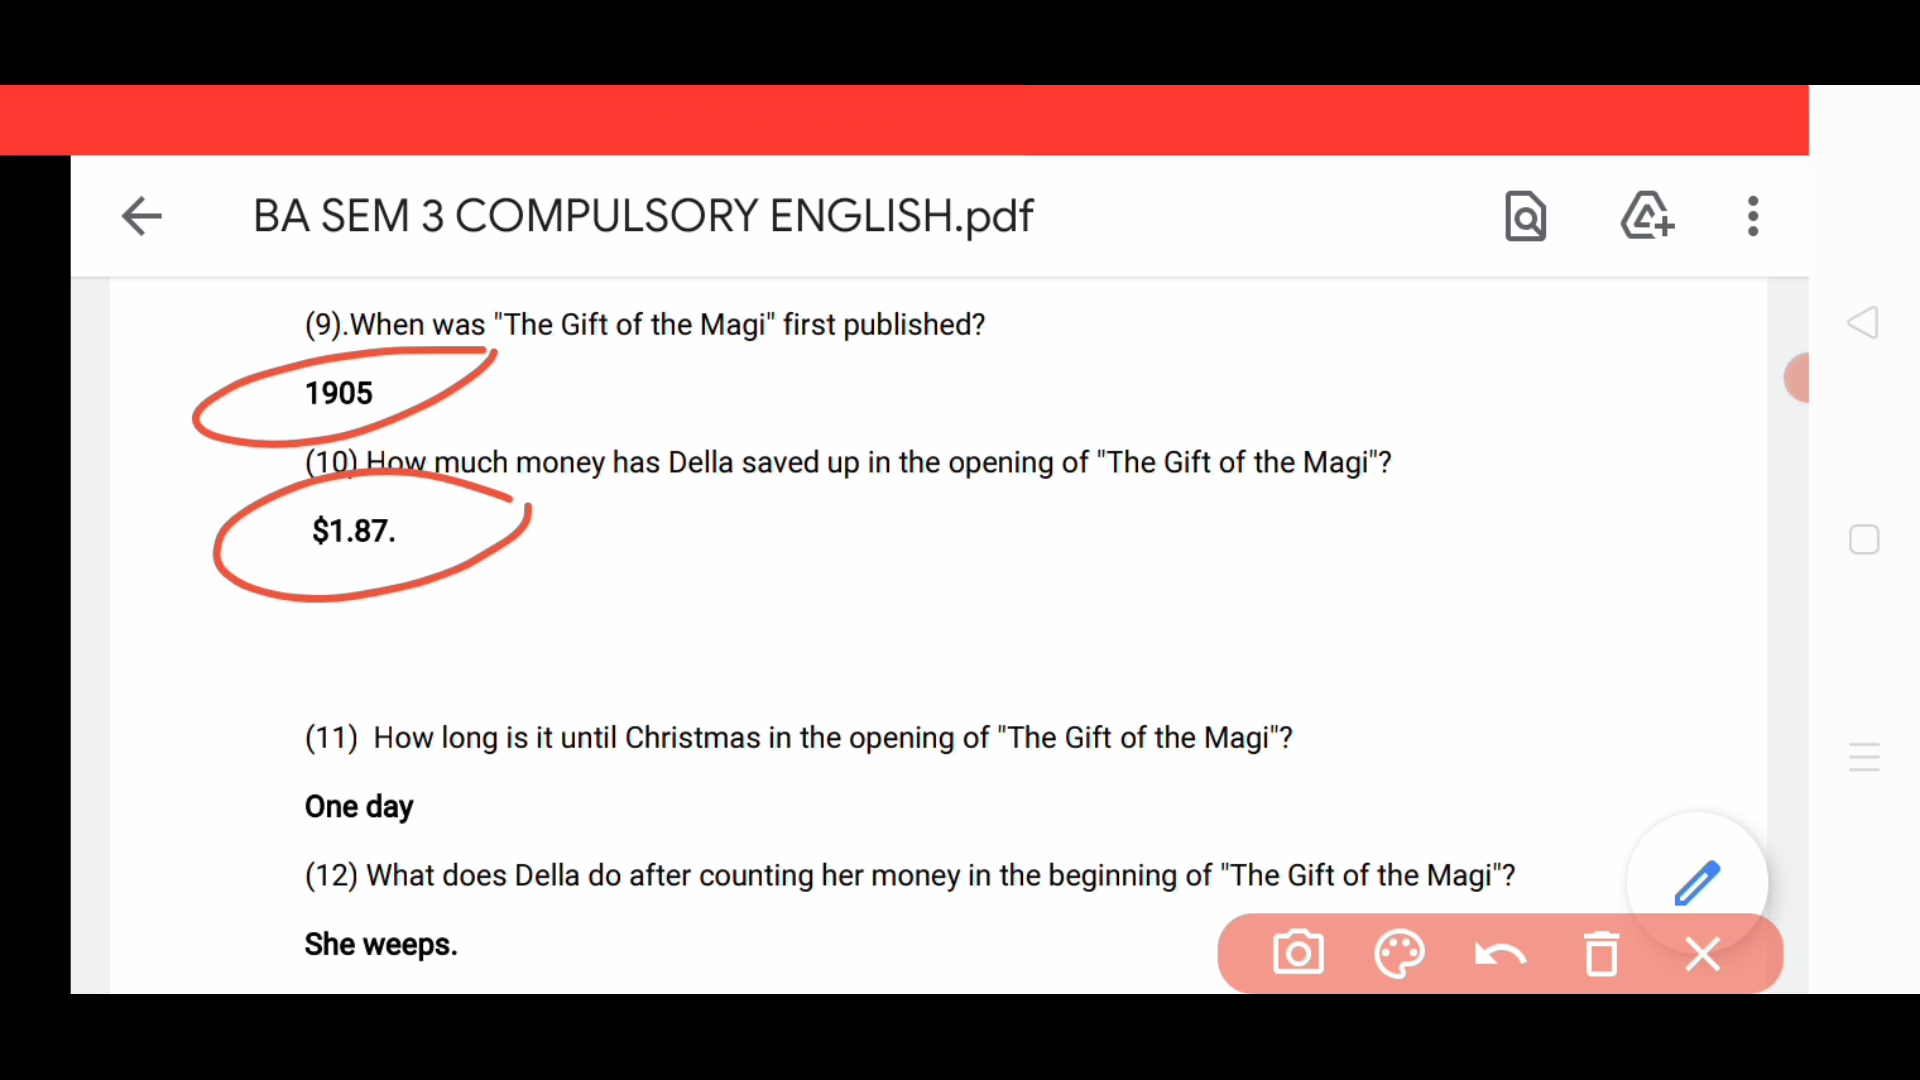 BA SEM 3 COMPULSORY ENGLISH.pdf
(9).When was "The Gift of the Magi" first published?
1905
(10) How much money has Della saved up in the opening of "The Gift of the Magi"?
$1.87.
(11) How long is it until Christmas in the opening of "The Gift of the Magi"?
One day
(12) What does Della do after counting her money in the beginning of "The Gift of the Magi"?
She weeps.